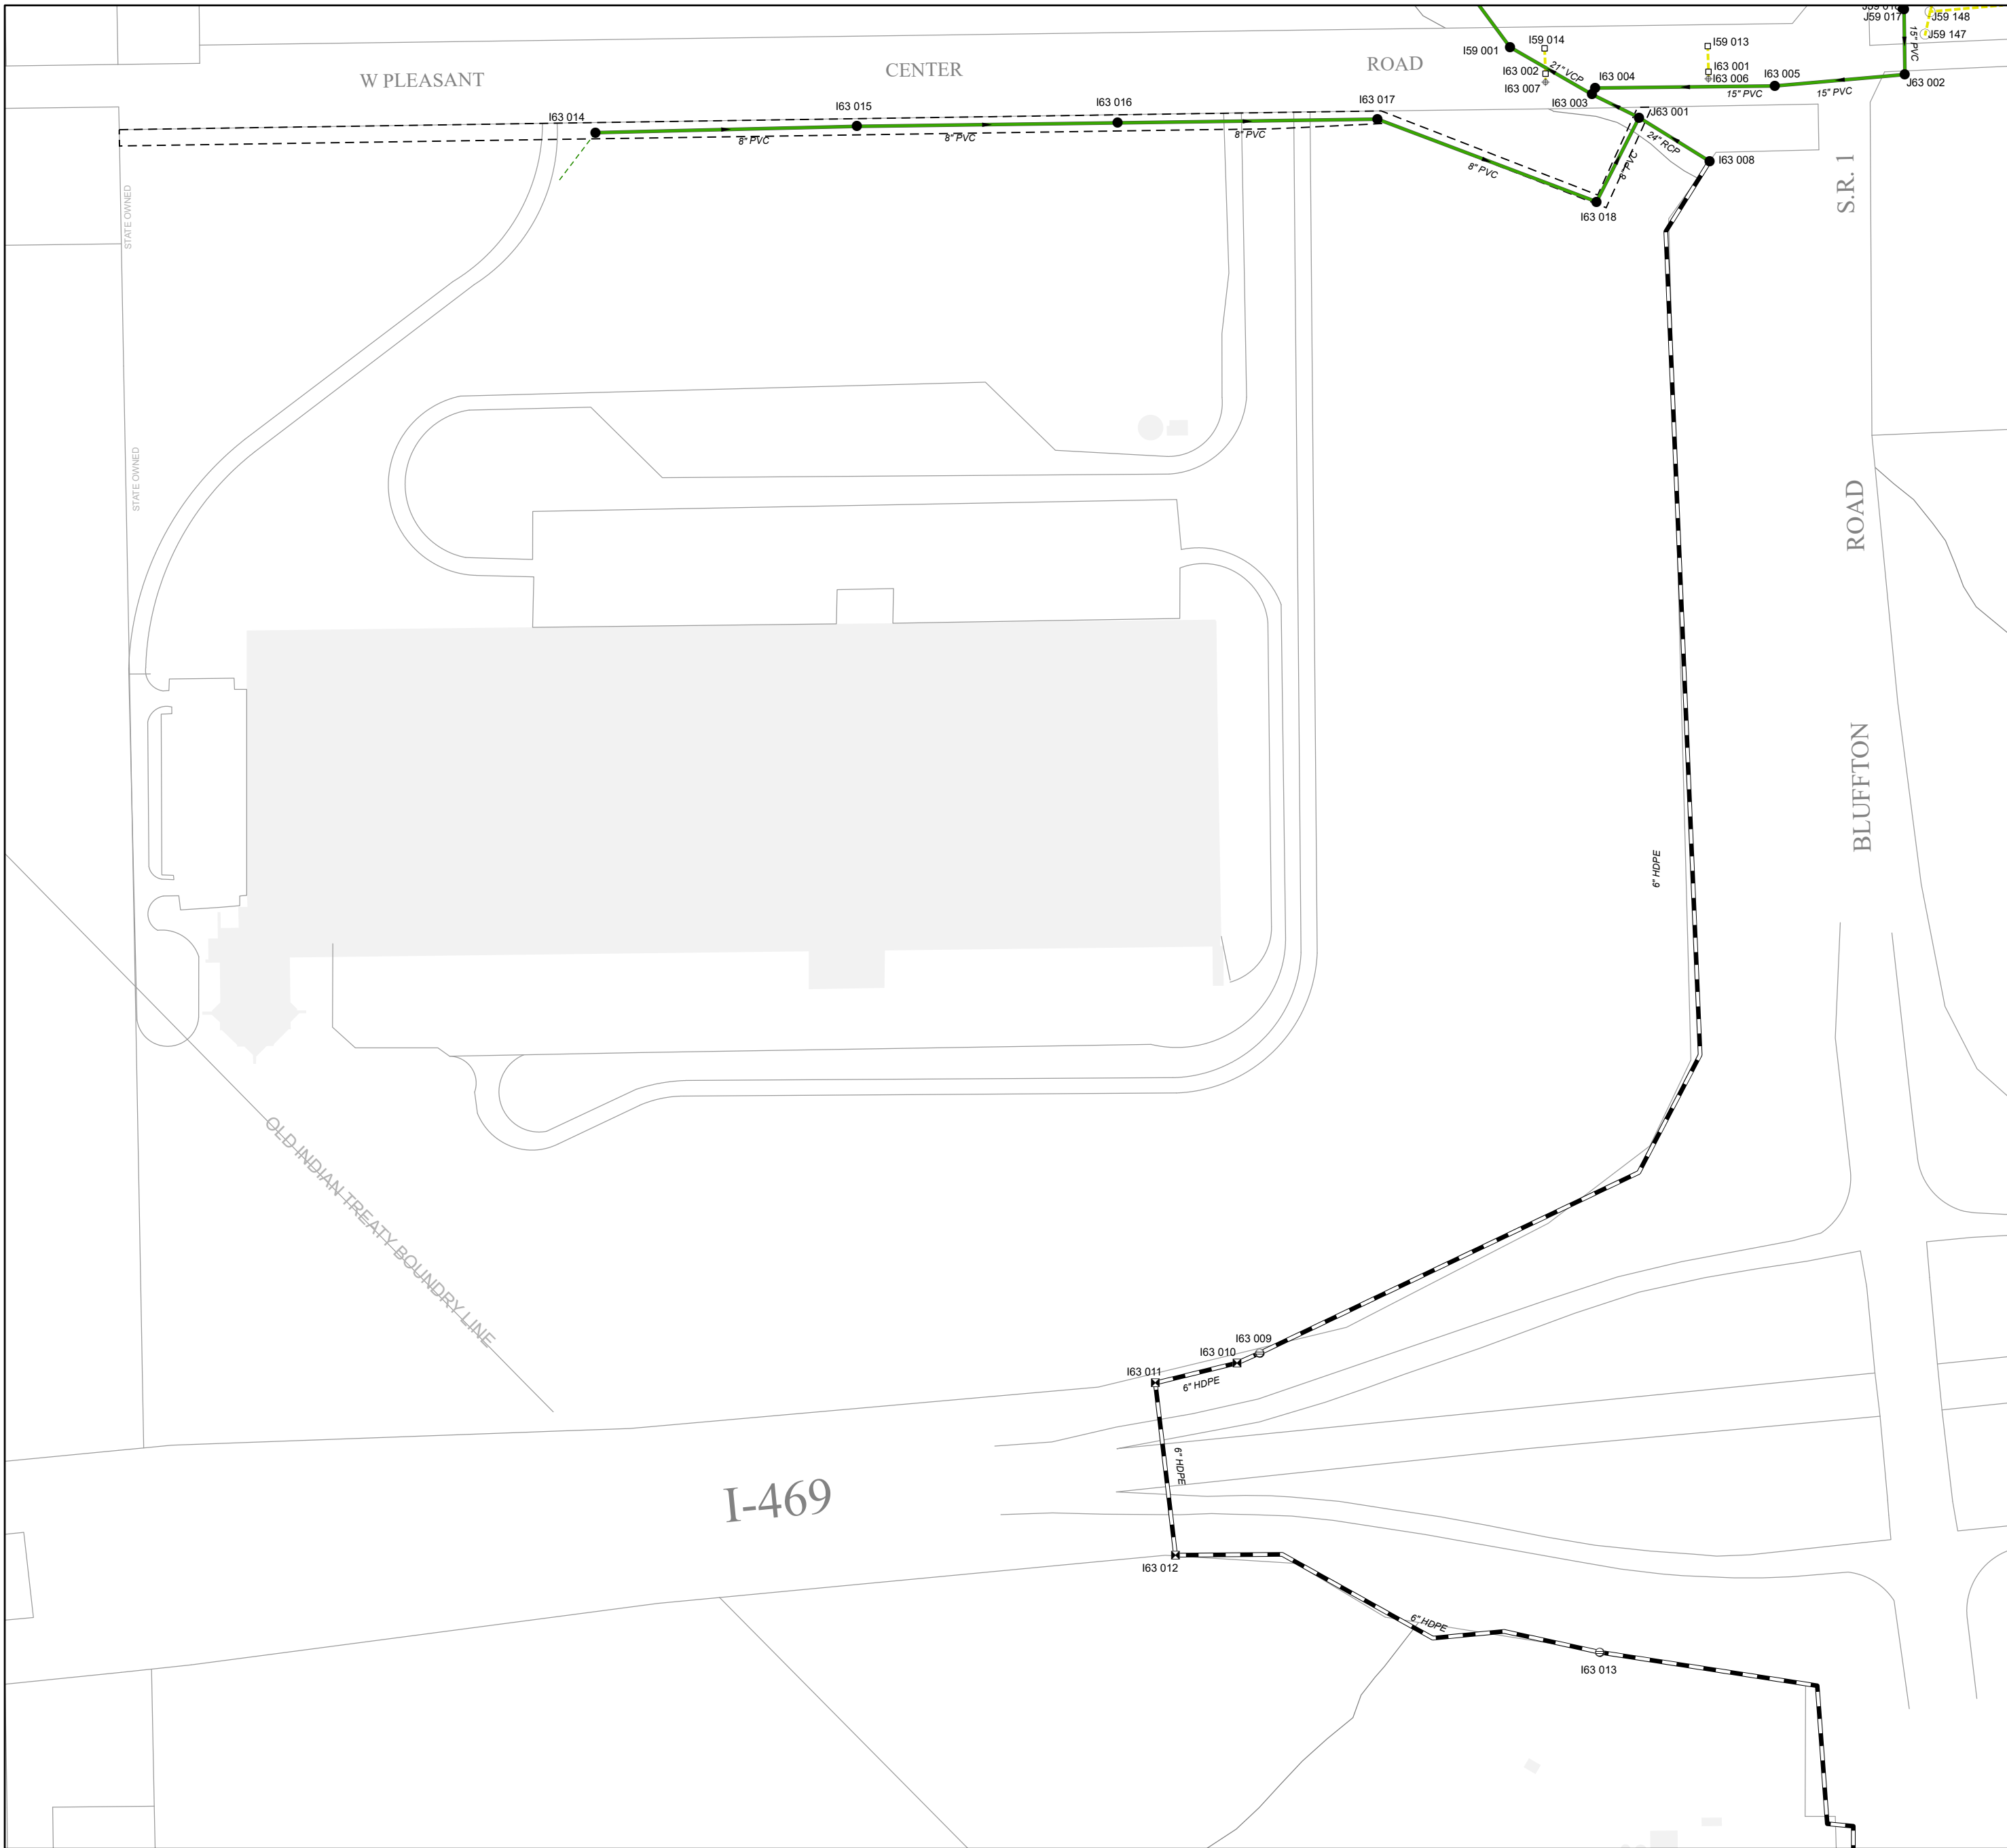 J59 017
J59 148
J59 147
15" PVC
I59 001
I59 014
I59 013
I63 002
I63 007
21" VCP
I63 004
I63 003
I63 001
I63 006
I63 005
15" PVC
15" PVC
J63 002
W PLEASANT
CENTER
ROAD
I63 014
I63 015
I63 016
I63 017
J63 001
24" RCP
I63 008
8" PVC
8" PVC
8" PVC
8" PVC
8" PVC
I63 018
S.R. 1
STATE OWNED
STATE OWNED
ROAD
BLUFFTON
6" HDPE
OLD INDIAN TREATY BOUNDRY LINE
I63 009
I63 010
I63 011
6" HDPE
6" HDPE
I-469
I63 012
6" HDPE
I63 013